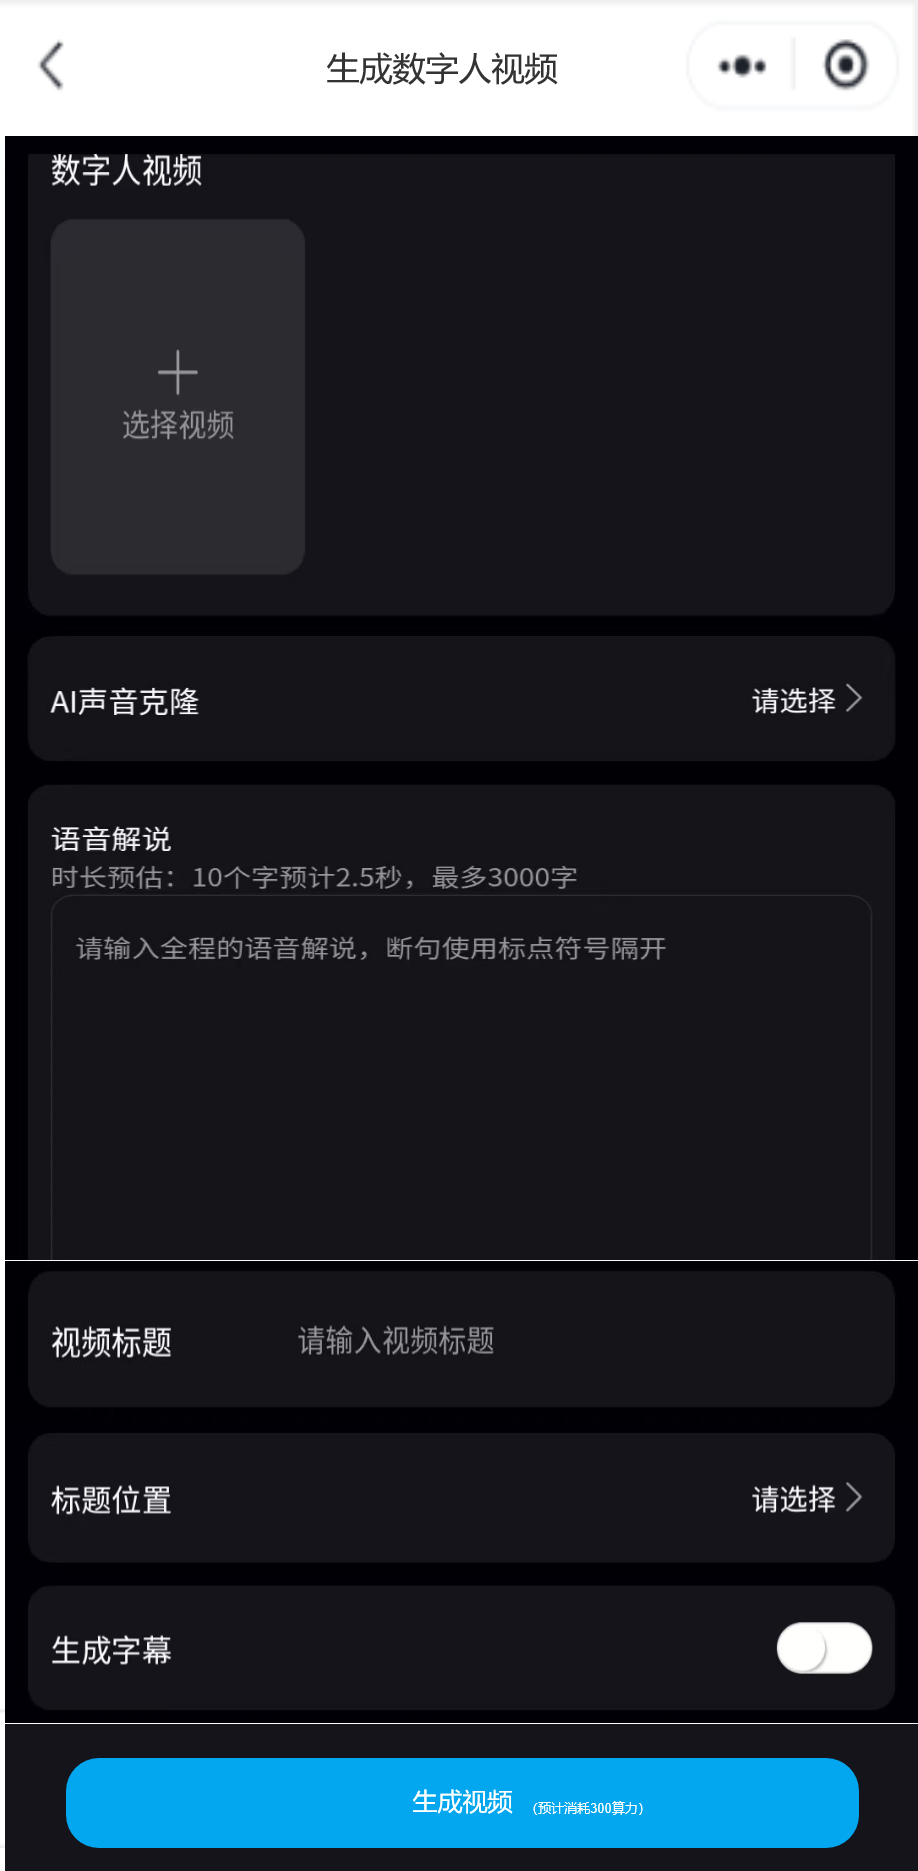 生成数字人视频
数字人视频
选择视频
AI声音克隆
请选择
语音解说
时长预估：10个字预计2.5秒，最多3000字
请输入全程的语音解说，断句使用标点符号隔开
视频标题
请输入视频标题
标题位置
请选择
生成字幕
生成视频 (预计消耗300算力)